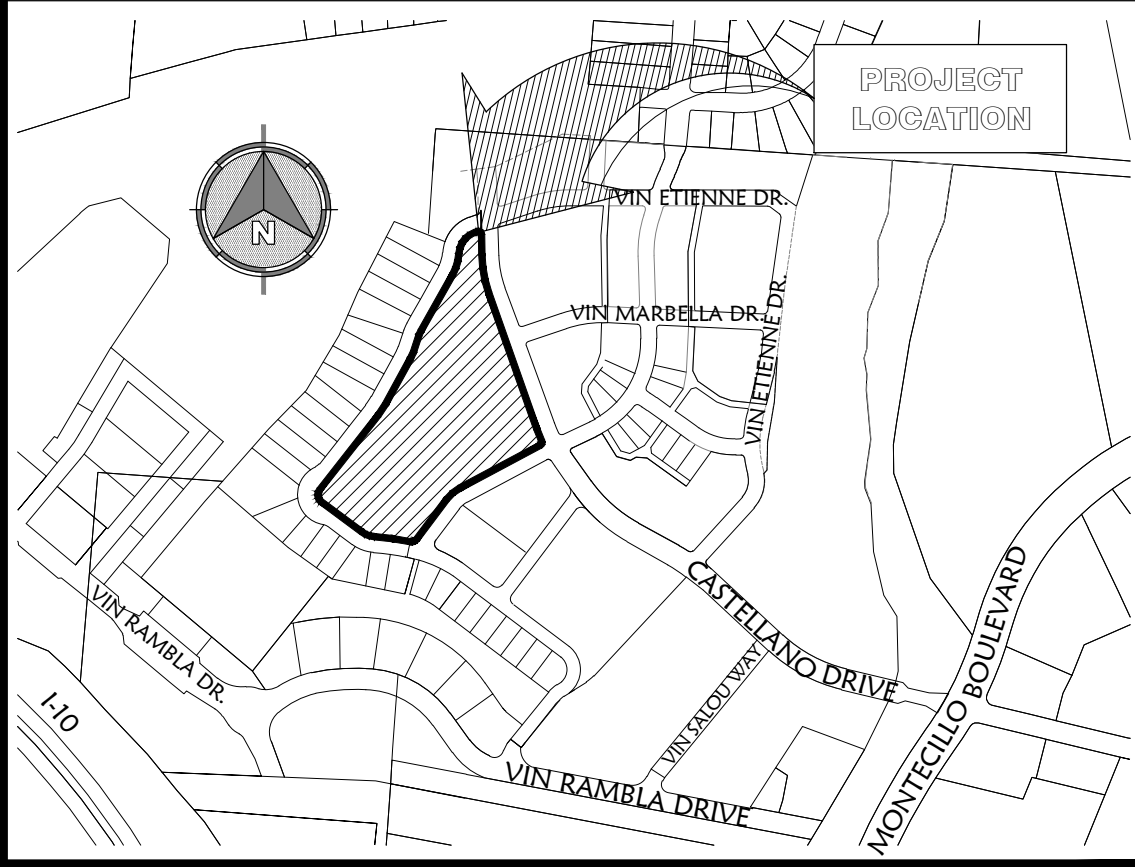 PROJECT
LOCATION
N
VIN ETIENNE DR.
VIN MARBELLA DR.
VIN ETIENNE DR.
CASTELLANO DRIVE
VIN RAMBLA DR.
MONTECILLO BOULEVARD
VIN SALOU WAY
I-10
VIN RAMBLA DRIVE